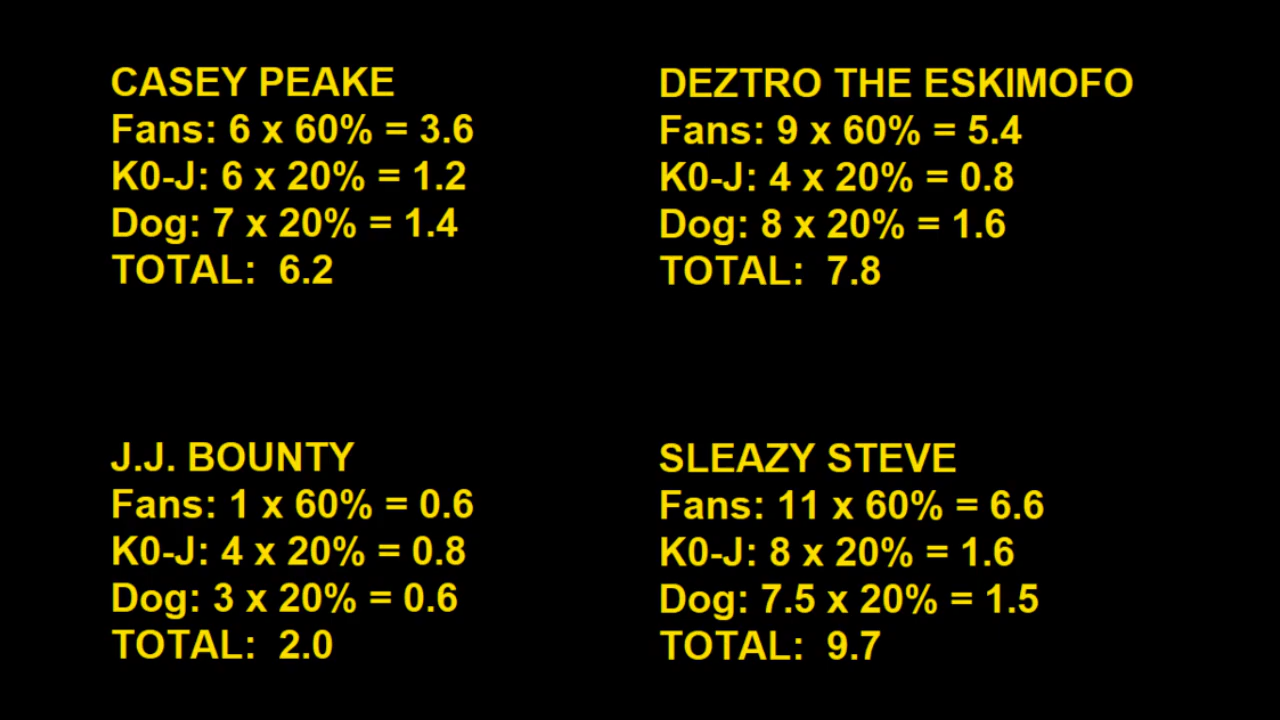 CASEY PEAKE
Fans: 6 x 60% = 3.6
K0-J: 6 x 20% = 1.2
Dog: 7 x 20% = 1.4
TOTAL:  6.2
DEZTRO THE ESKIMOFO
Fans: 9 x 60% = 5.4
K0-J: 4 x 20% = 0.8
Dog: 8 x 20% = 1.6
TOTAL:  7.8
J.J. BOUNTY
Fans: 1 x 60% = 0.6
K0-J: 4 x 20% = 0.8
Dog: 3 x 20% = 0.6
TOTAL:  2.0
SLEAZY STEVE
Fans: 11 x 60% = 6.6
K0-J: 8 x 20% = 1.6
Dog: 7.5 x 20% = 1.5
TOTAL:  9.7